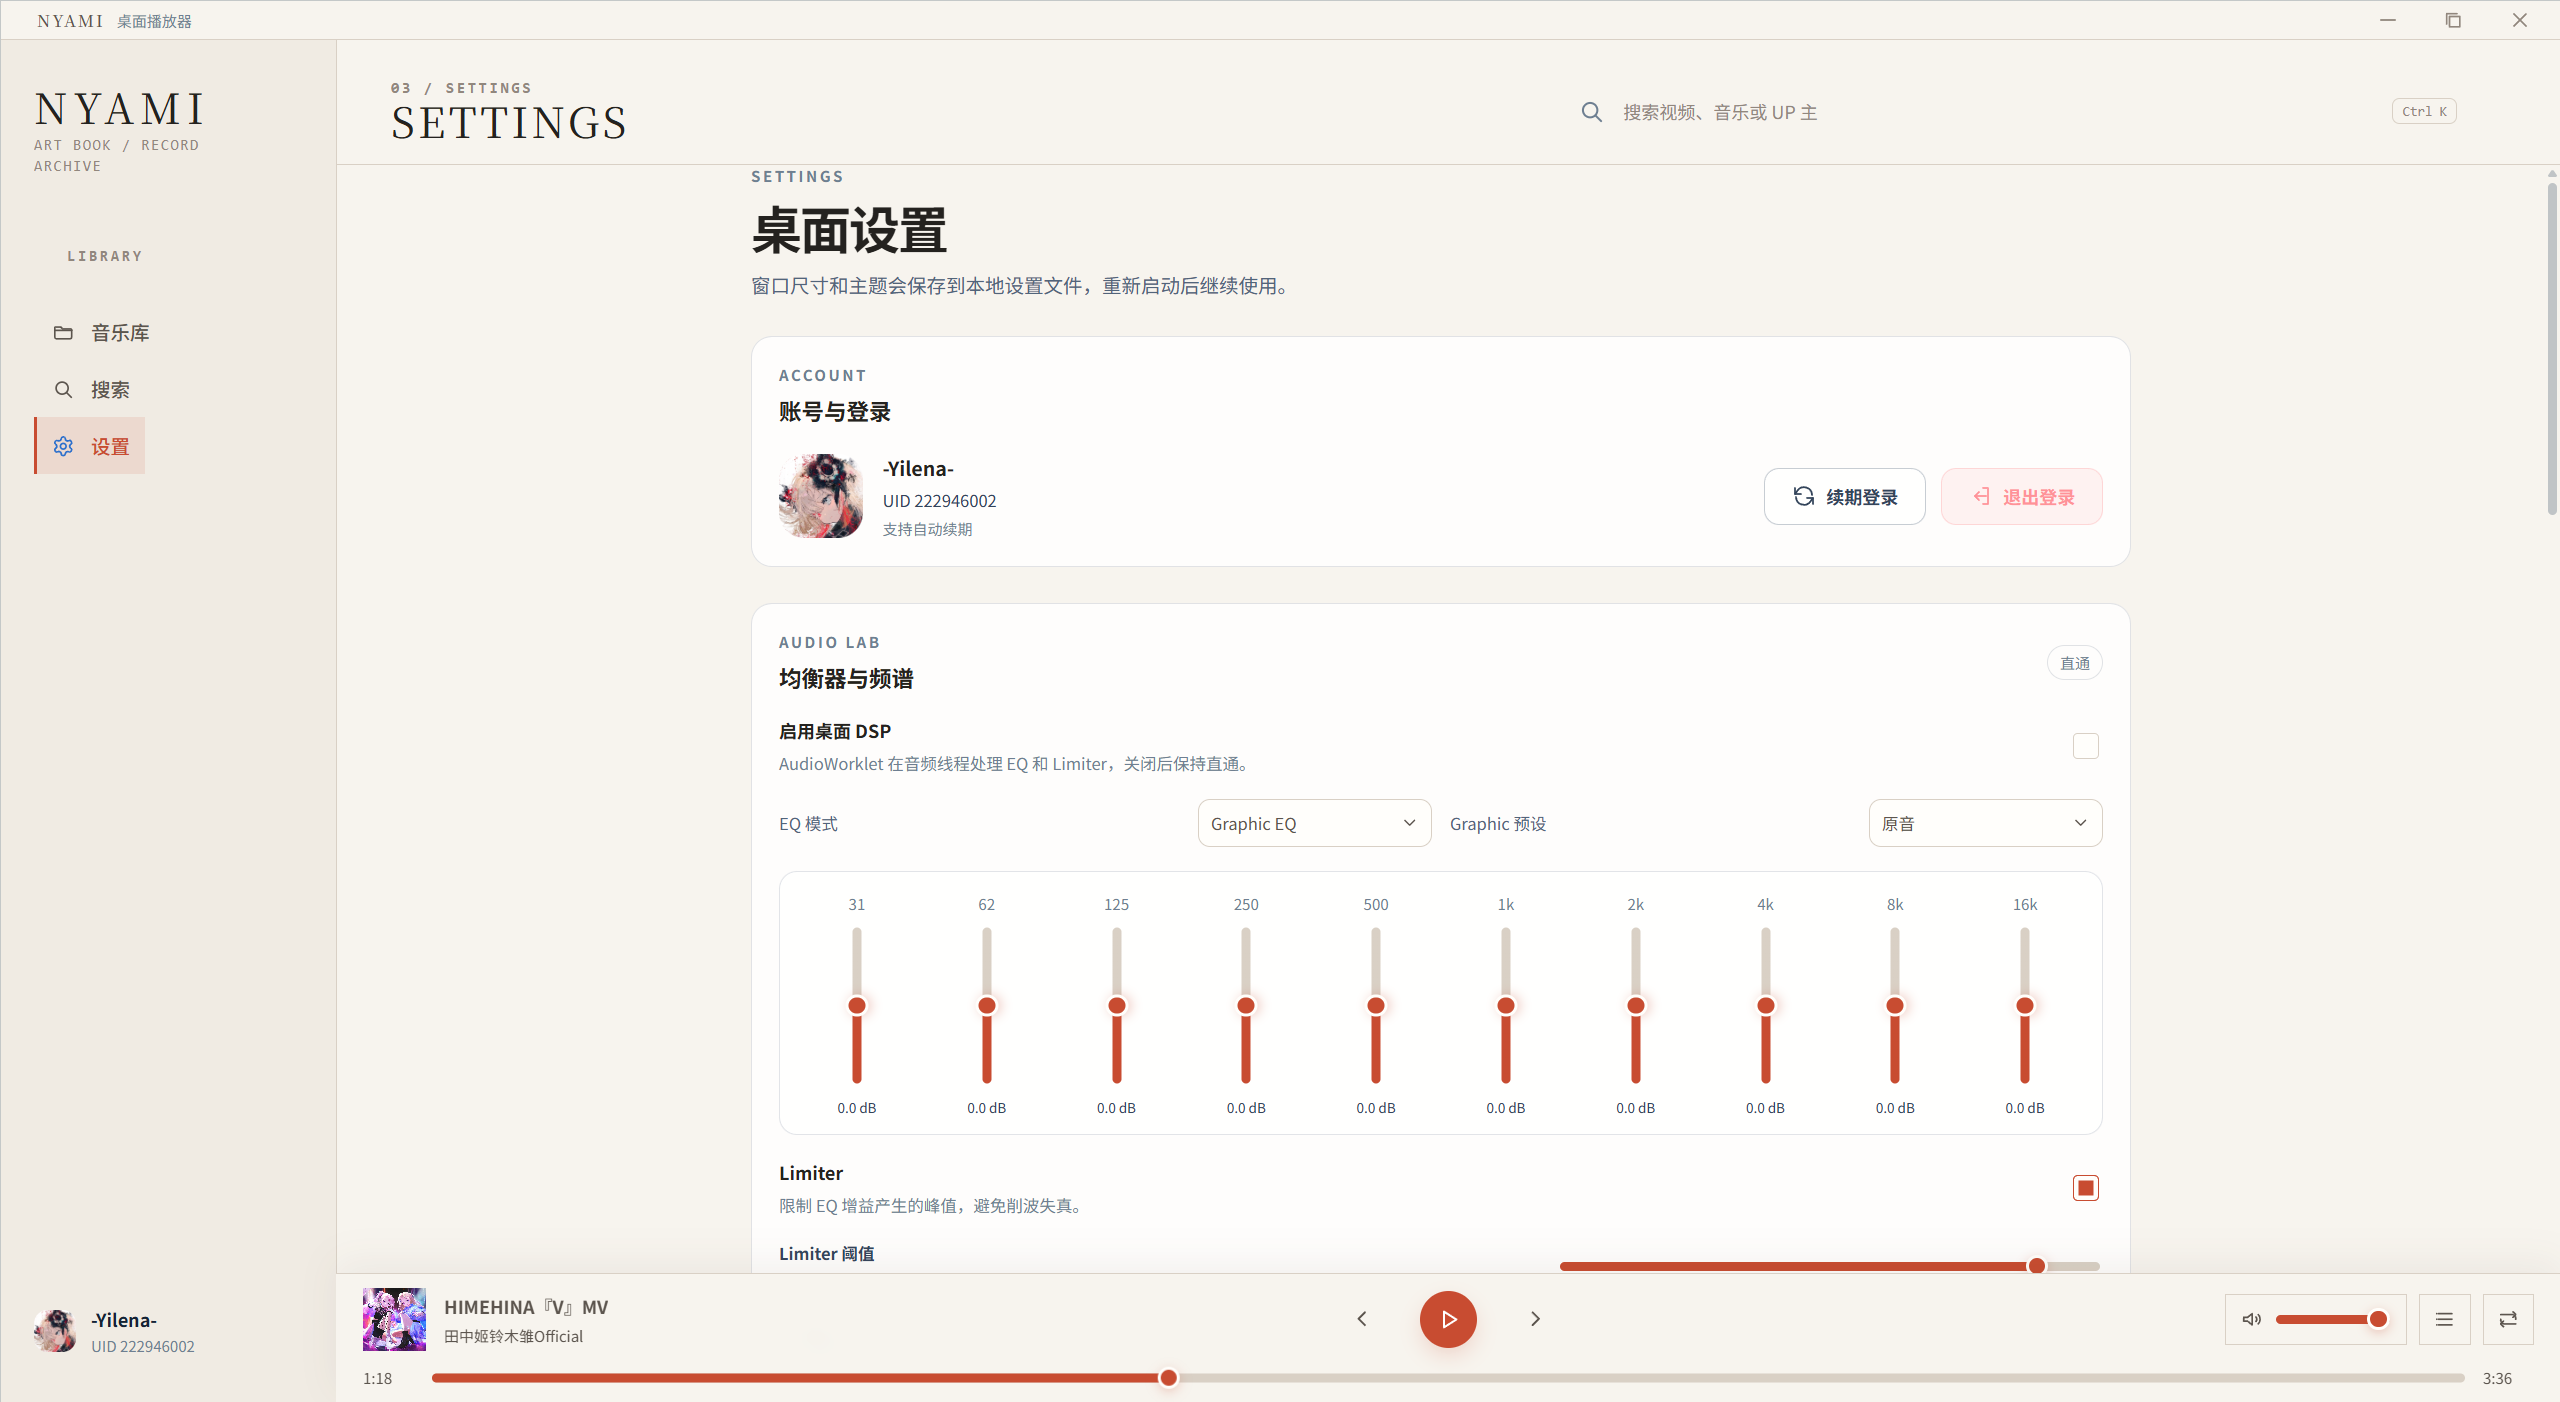 NYAMI 桌面播放器
NYAMI
ART BOOK / RECORD
ARCHIVE
LIBRARY
音乐库
搜索
设置
-Yilena-
UID 222946002
03 / SETTINGS
SETTINGS
搜索视频、音乐或 UP 主
Ctrl K
SETTINGS
桌面设置
窗口尺寸和主题会保存到本地设置文件，重新启动后继续使用。
ACCOUNT
账号与登录
-Yilena-
UID 222946002
支持自动续期
续期登录
退出登录
AUDIO LAB
均衡器与频谱
直通
启用桌面 DSP
AudioWorklet 在音频线程处理 EQ 和 Limiter，关闭后保持直通。
EQ 模式
Graphic EQ
Graphic 预设
原音
31 62 125 250 500 1k 2k 4k 8k 16k
0.0 dB 0.0 dB 0.0 dB 0.0 dB 0.0 dB 0.0 dB 0.0 dB 0.0 dB 0.0 dB 0.0 dB
Limiter
限制 EQ 增益产生的峰值，避免削波失真。
Limiter 阈值
HIMEHINA『V』MV
田中姬铃木雏Official
1:18
3:36